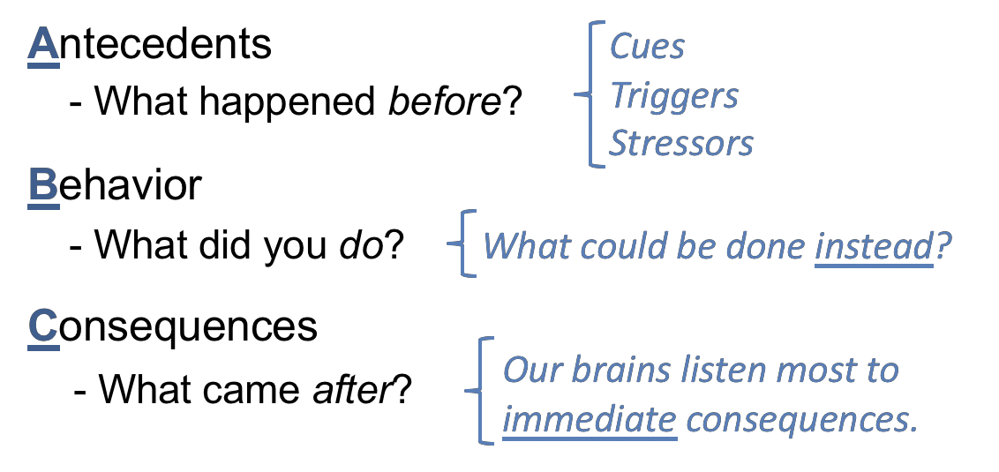 Antecedents
- What happened before?
Cues
Triggers
Stressors
Behavior
- What did you do?
What could be done instead?
Consequences
- What came after?
Our brains listen most to
immediate consequences.